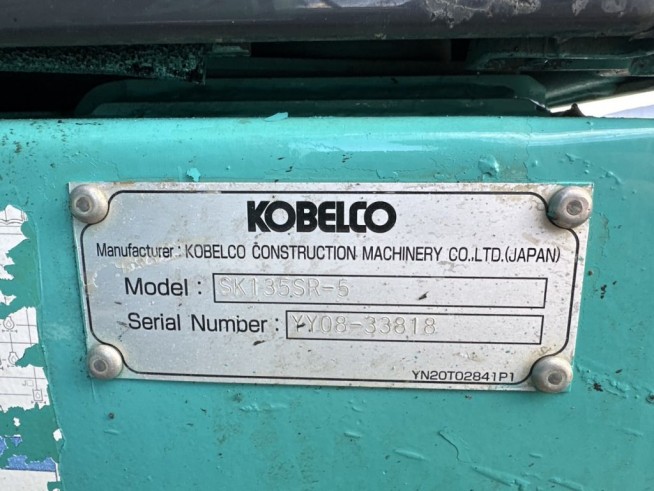 KOBELCO
Manufacturer : KOBELCO CONSTRUCTION MACHINERY CO.,LTD.(JAPAN)
Model : SK135SR-5
Serial Number : YY08-33818
YN20T02841P1